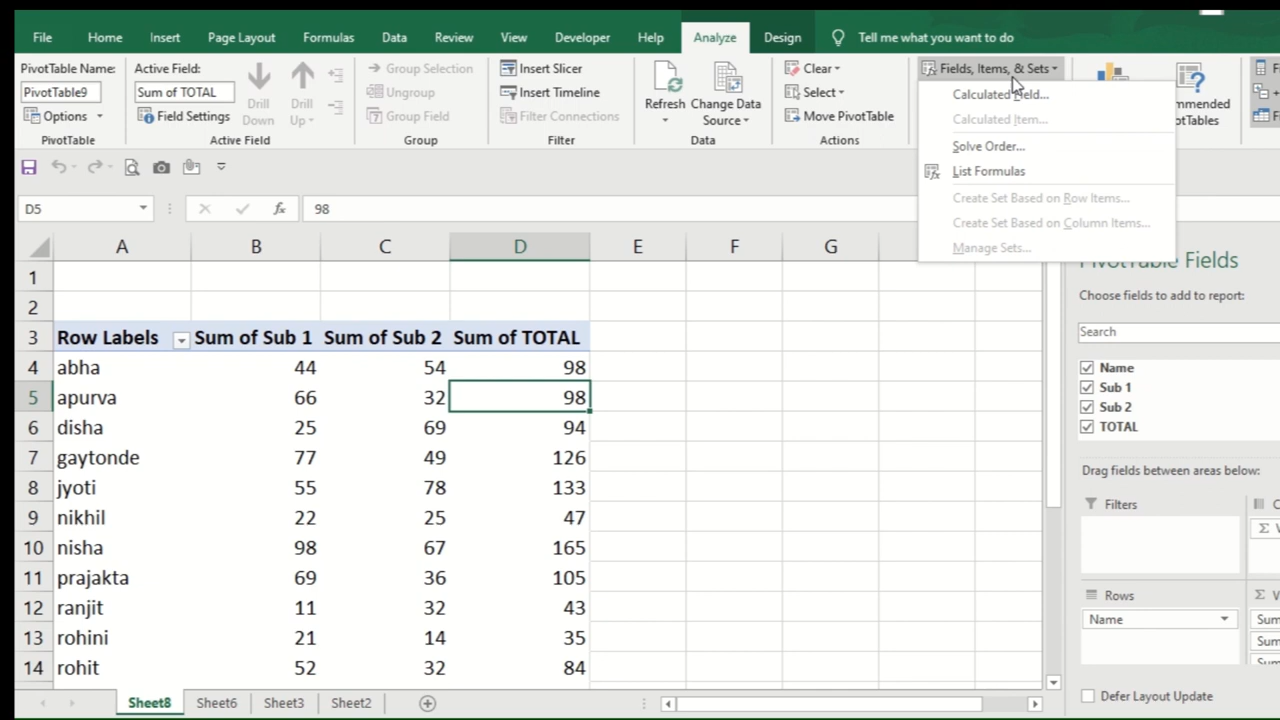 File Home Insert Page Layout Formulas Data Review View Developer Help Analyze Design Tell me what you want to do
PivotTable Name: Active Field: Group Selection Insert Slicer Clear Fields, Items, & Sets
PivotTable9 Sum of TOTAL Drill Down Drill Up Ungroup Insert Timeline Refresh Change Data Source Select
Options Field Settings Group Field Filter Connections Move PivotTable
PivotTable Active Field Group Filter Data Actions
Calculated Field...
Calculated Item...
Solve Order...
List Formulas
Create Set Based on Row Items...
Create Set Based on Column Items...
Manage Sets...
D5 fx 98
A B C D E F G
1
2
3 Row Labels Sum of Sub 1 Sum of Sub 2 Sum of TOTAL
4 abha 44 54 98
5 apurva 66 32 98
6 disha 25 69 94
7 gaytonde 77 49 126
8 jyoti 55 78 133
9 nikhil 22 25 47
10 nisha 98 67 165
11 prajakta 69 36 105
12 ranjit 11 32 43
13 rohini 21 14 35
14 rohit 52 32 84
Sheet8 Sheet6 Sheet3 Sheet2
PivotTable Fields
Choose fields to add to report:
Search
Name
Sub 1
Sub 2
TOTAL
Drag fields between areas below:
Filters
Rows
Name
Defer Layout Update